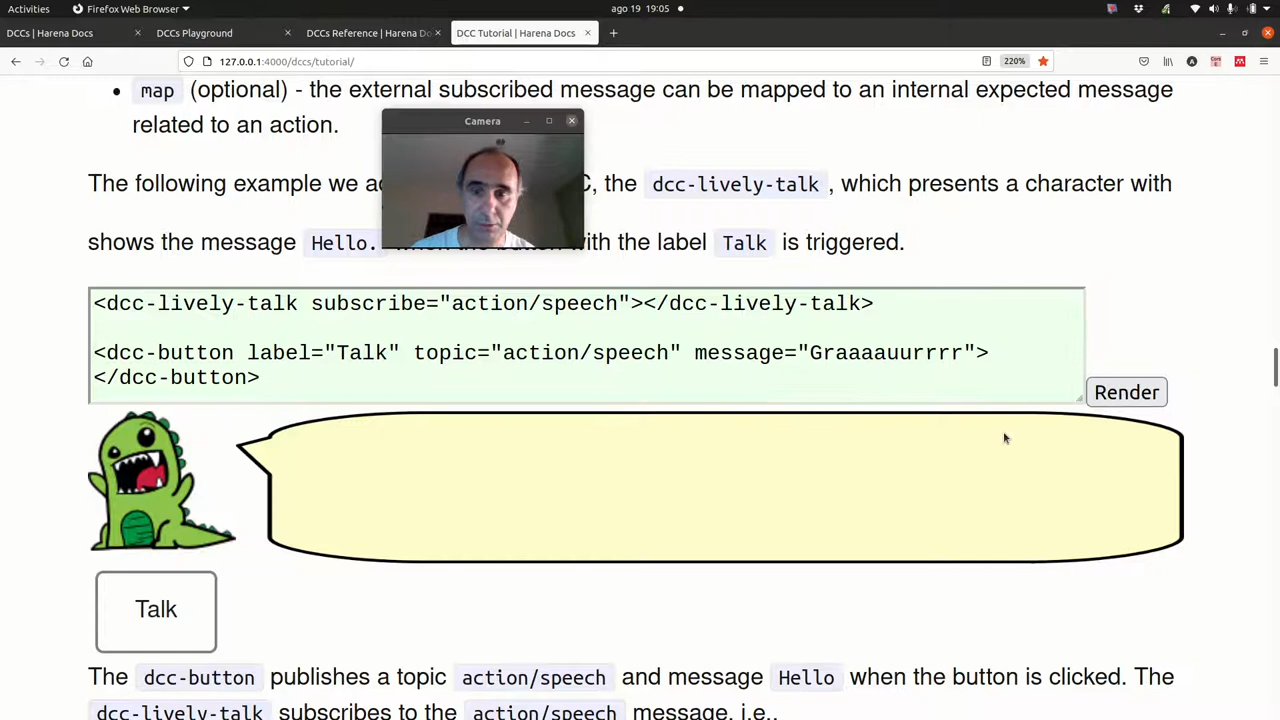 Activities
Firefox Web Browser
ago 19 19:05
DCCs | Harena Docs
DCCs Playground
DCCs Reference | Harena Do
DCC Tutorial | Harena Docs
127.0.0.1:4000/dccs/tutorial/
220%
map (optional) - the external subscribed message can be mapped to an internal expected message
related to an action.
Camera
The following example we a C, the dcc-lively-talk , which presents a character with
shows the message Hello. when the button with the label Talk is triggered.
<dcc-lively-talk subscribe="action/speech"></dcc-lively-talk>
<dcc-button label="Talk" topic="action/speech" message="Graaaauurrrr">
</dcc-button>
Render
Talk
The dcc-button publishes a topic action/speech and message Hello when the button is clicked. The
dcc-lively-talk subscribes to the action/speech message, i.e.,